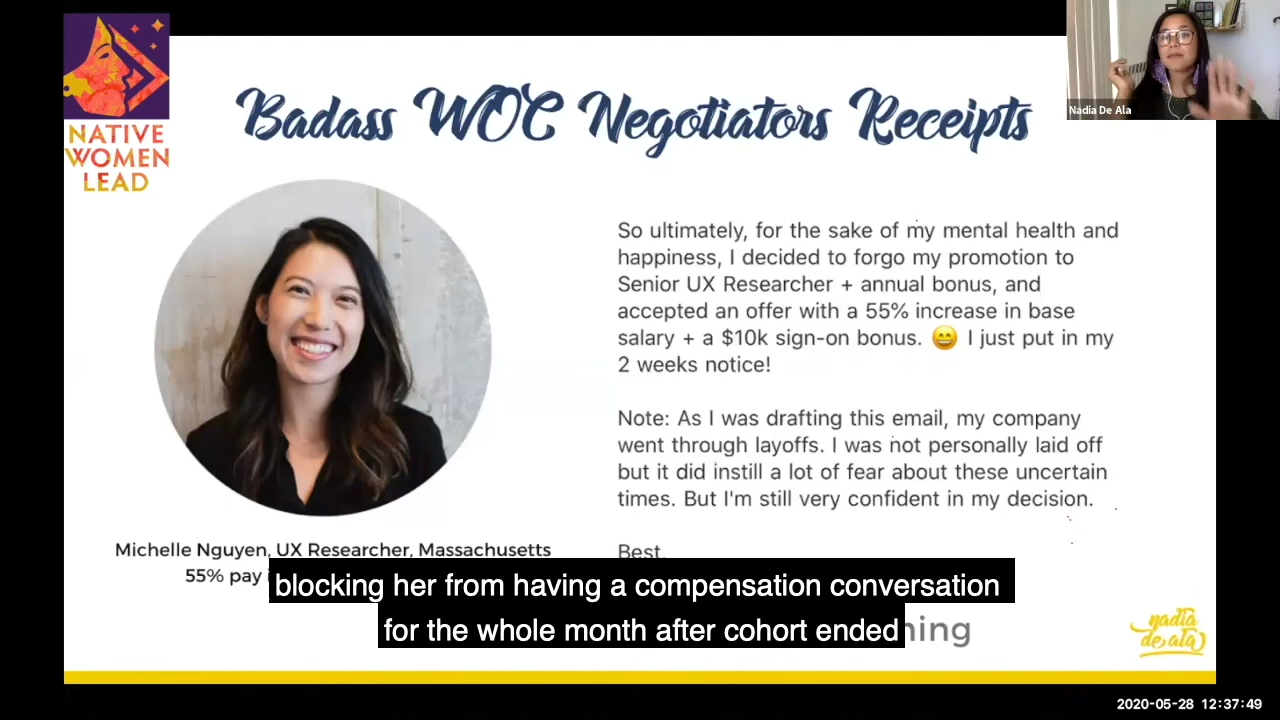 NATIVE
WOMEN
LEAD
Badass WOC Negotiators Receipts
Nadia De Ala
So ultimately, for the sake of my mental health and
happiness, I decided to forgo my promotion to
Senior UX Researcher + annual bonus, and
accepted an offer with a 55% increase in base
salary + a $10k sign-on bonus. 😄 I just put in my
2 weeks notice!
Note: As I was drafting this email, my company
went through layoffs. I was not personally laid off
but it did instill a lot of fear about these uncertain
times. But I'm still very confident in my decision.
Best,
Michelle Nguyen, UX Researcher, Massachusetts
55% pay
blocking her from having a compensation conversation
for the whole month after cohort ended
nadia
de ala
2020-05-28 12:37:49